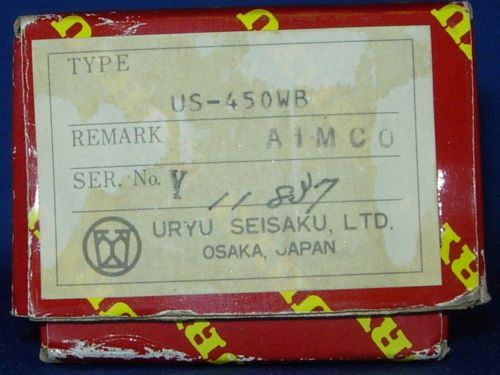 TYPE
US-450WB
REMARK AIMCO
SER. No. Y 11847
URYU SEISAKU, LTD.
OSAKA, JAPAN